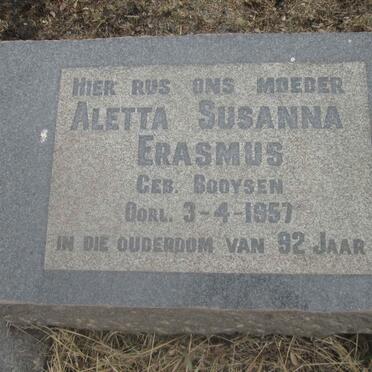 HIER RUS ONS MOEDER
ALETTA SUSANNA
ERASMUS
GEB. BOOYSEN
OORL. 3-4-1957
IN DIE OUDERDOM VAN 92 JAAR